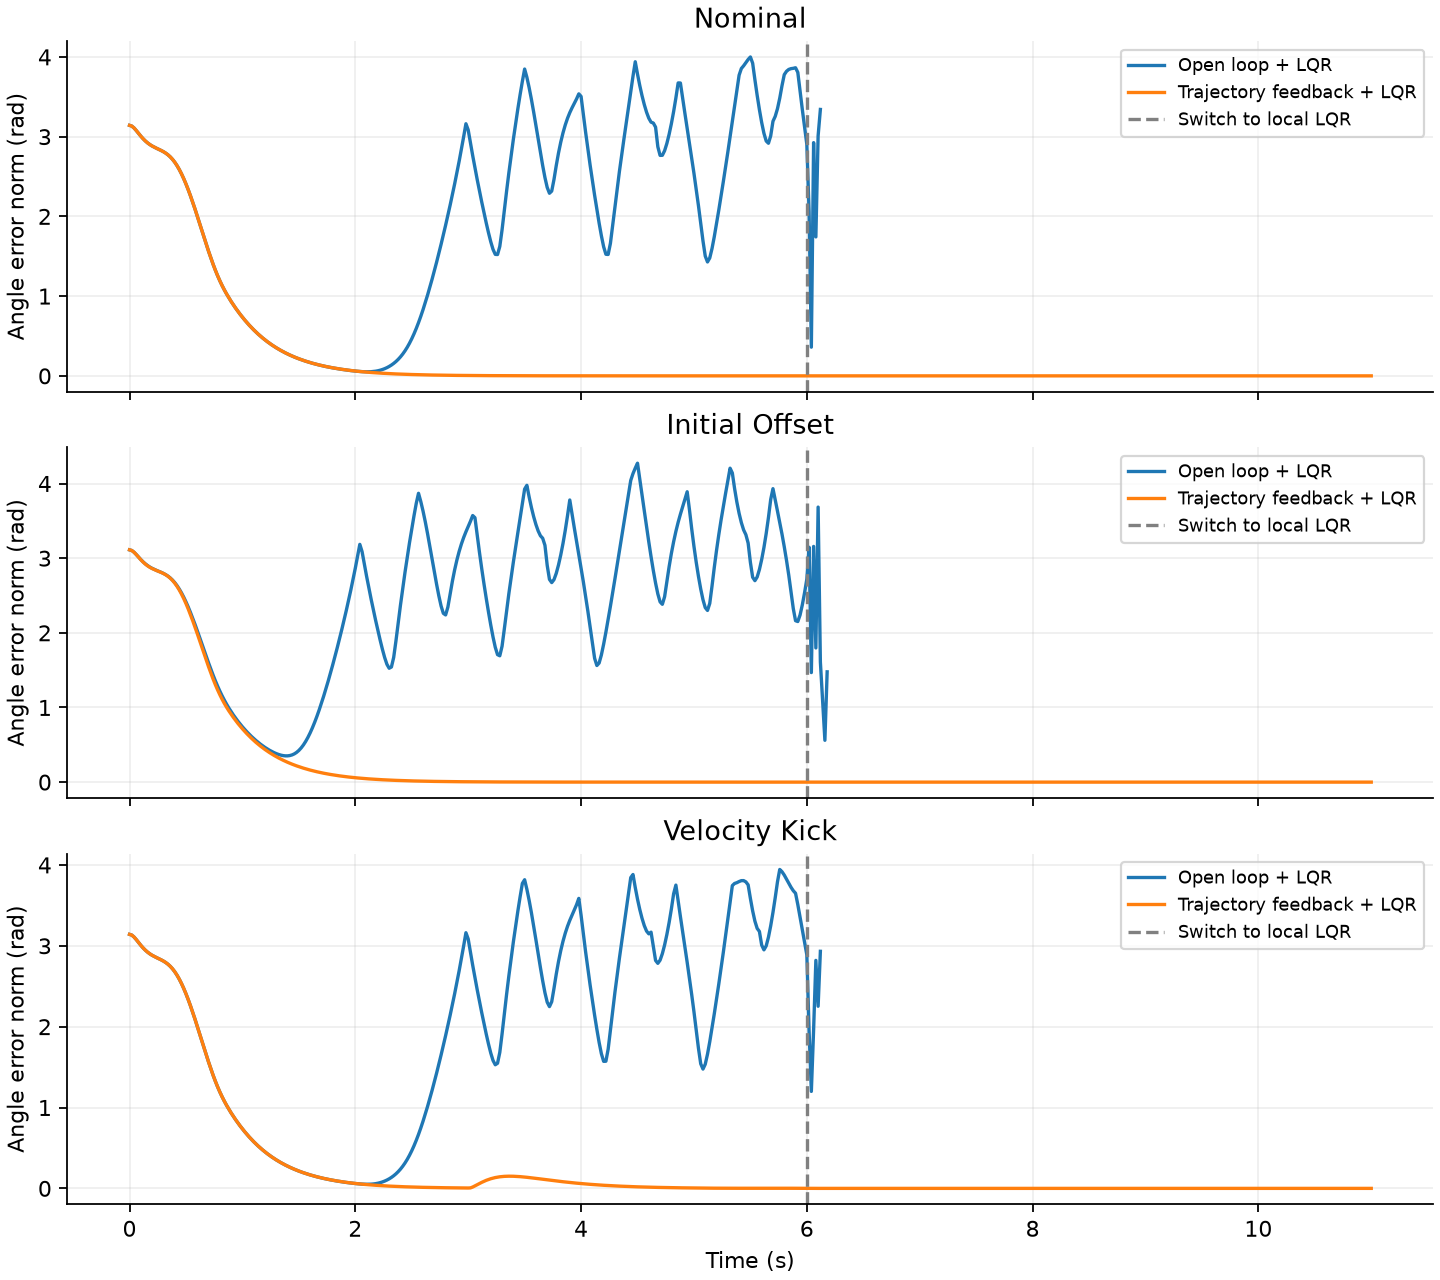 Nominal
Angle error norm (rad)
4
3
2
1
0
Open loop + LQR
Trajectory feedback + LQR
Switch to local LQR
Initial Offset
Angle error norm (rad)
4
3
2
1
0
Open loop + LQR
Trajectory feedback + LQR
Switch to local LQR
Velocity Kick
Angle error norm (rad)
4
3
2
1
0
Open loop + LQR
Trajectory feedback + LQR
Switch to local LQR
0 2 4 6 8 10
Time (s)